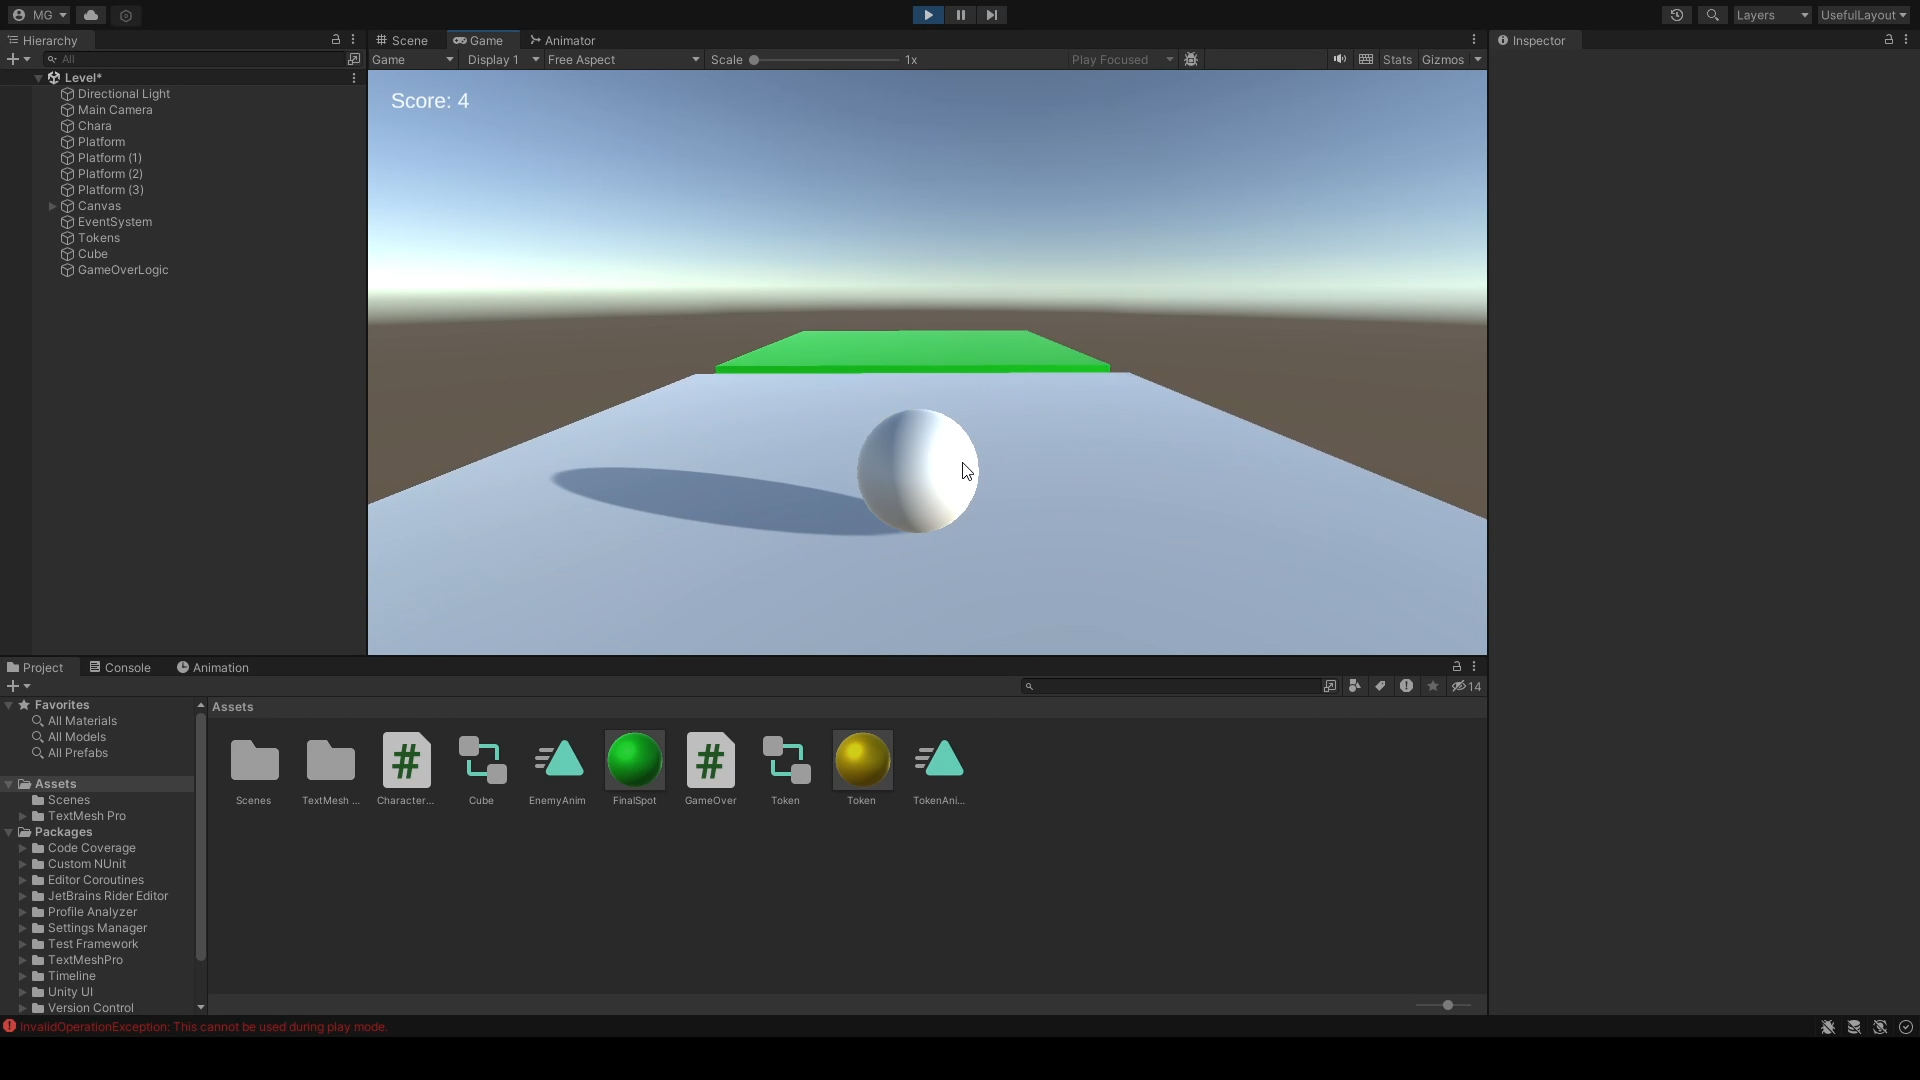 MG
Layers
UsefulLayout
Hierarchy
Scene
Game
Animator
Inspector
All
Game
Display 1
Free Aspect
Scale
1x
Play Focused
Stats
Gizmos
Level*
Directional Light
Main Camera
Chara
Platform
Platform (1)
Platform (2)
Platform (3)
Canvas
EventSystem
Tokens
Cube
GameOverLogic
Score: 4
Project
Console
Animation
14
Favorites
All Materials
All Models
All Prefabs
Assets
Scenes
TextMesh Pro
Packages
Code Coverage
Custom NUnit
Editor Coroutines
JetBrains Rider Editor
Profile Analyzer
Settings Manager
Test Framework
TextMeshPro
Timeline
Unity UI
Version Control
Assets
Scenes
TextMesh ...
Character...
Cube
EnemyAnim
FinalSpot
GameOver
Token
Token
TokenAni...
InvalidOperationException: This cannot be used during play mode.